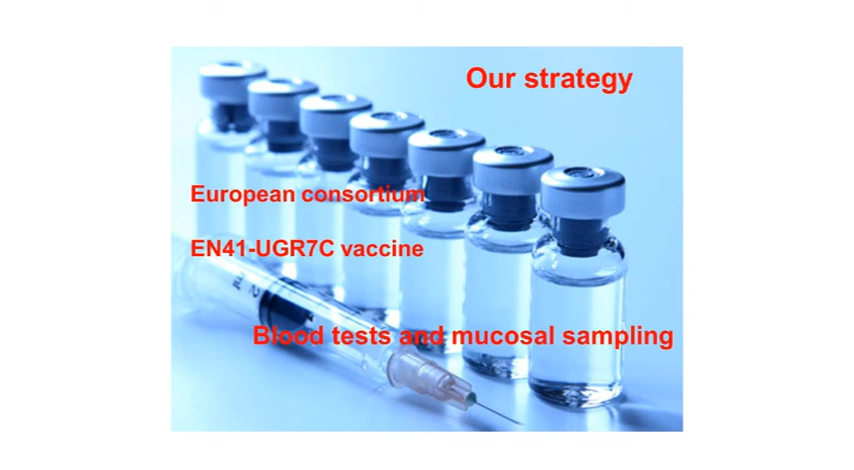 Our strategy
European consortium
EN41-UGR7C vaccine
Blood tests and mucosal sampling